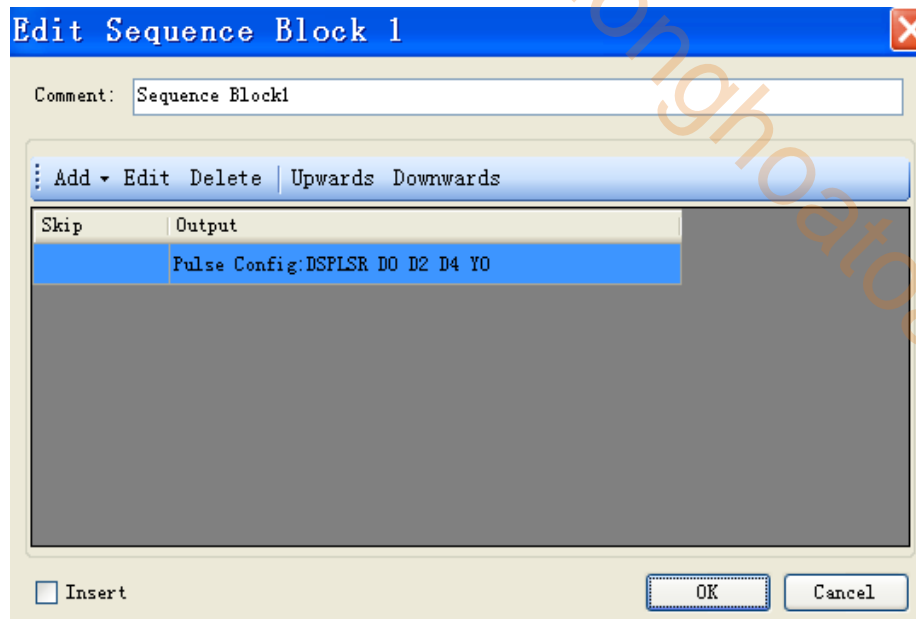 Edit Sequence Block 1
Comment: Sequence Block1
Add Edit Delete Upwards Downwards
Skip Output
Pulse Config:DSPLSR D0 D2 D4 Y0
Insert OK Cancel
onghoato